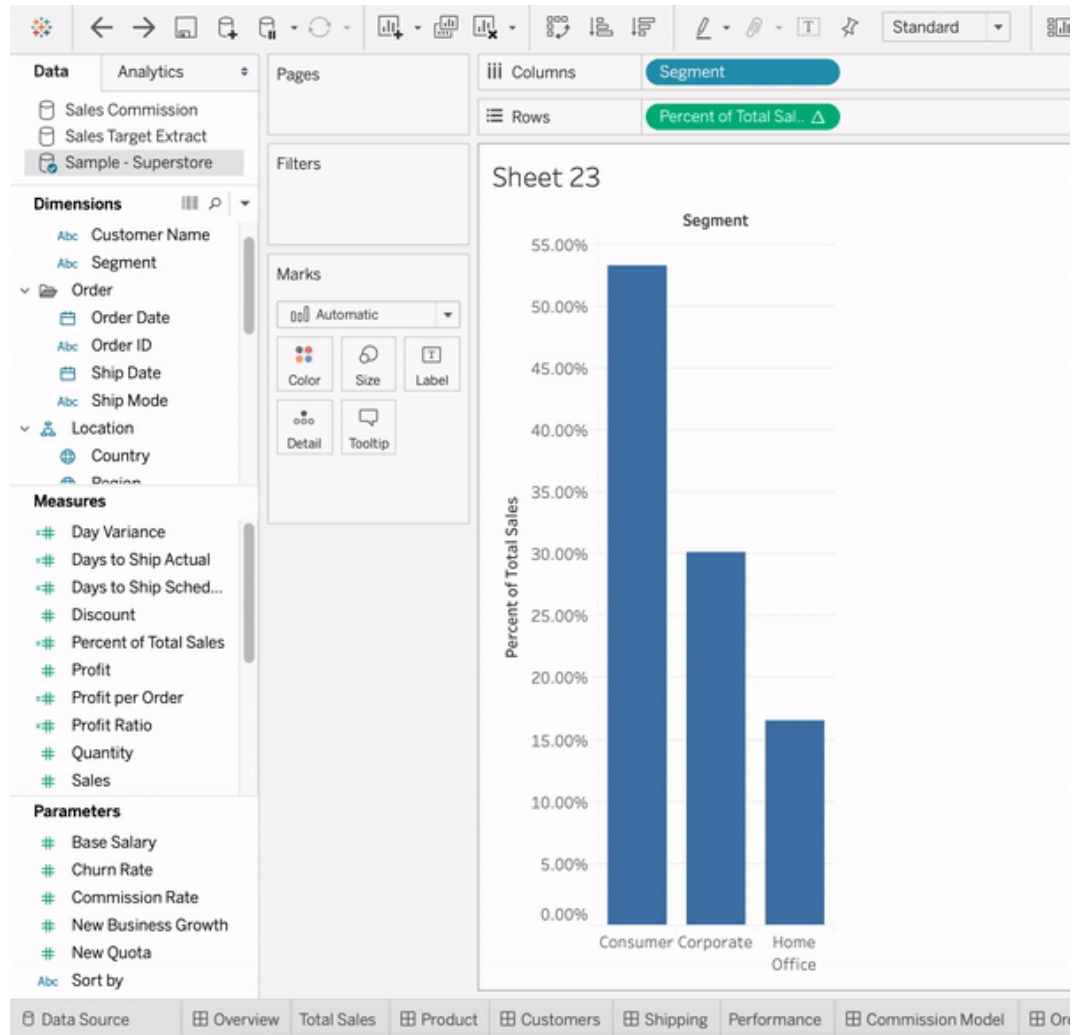 Standard
Data Analytics
Sales Commission
Sales Target Extract
Sample - Superstore
Dimensions
Abc Customer Name
Abc Segment
Order
Order Date
Abc Order ID
Ship Date
Abc Ship Mode
Location
Country
Region
Measures
Day Variance
Days to Ship Actual
Days to Ship Sched...
Discount
Percent of Total Sales
Profit
Profit per Order
Profit Ratio
Quantity
Sales
Parameters
Base Salary
Churn Rate
Commission Rate
New Business Growth
New Quota
Abc Sort by
Pages
Filters
Marks
Automatic
Color Size Label
Detail Tooltip
Columns Segment
Rows Percent of Total Sal..
Sheet 23
Segment
55.00%
50.00%
45.00%
40.00%
35.00%
30.00%
25.00%
20.00%
15.00%
10.00%
5.00%
0.00%
Percent of Total Sales
Consumer Corporate Home
Office
Data Source Overview Total Sales Product Customers Shipping Performance Commission Model Or